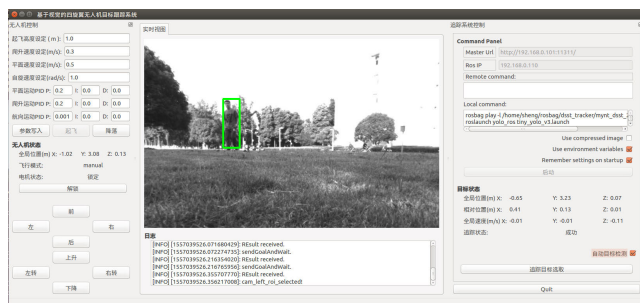 基于视觉的四旋翼无人机目标跟踪系统
无人机控制
起飞高度设定( m ): 1.0
爬升速度设定(m/s): 0.3
平面速度设定(m/s): 0.5
自旋速度设定(rad/s): 1.0
平面运动PID P: 0.2 I: 0.0 D: 0.0
爬升运动PID P: 0.2 I: 0.0 D: 0.0
航向运动PID P: 0.001 I: 0.0 D: 0.0
参数写入 起飞 降落
无人机状态
全局位置(m) X: -1.02 Y: 3.08 Z: 0.13
飞行模式: manual
电机状态: 锁定
解锁
前
左 右
后
上升
左转 右转
下降
实时视图
日志
[INFO] [1557039526.071680429]: REsult received.
[INFO] [1557039526.072274735]: sendGoalAndWait.
[INFO] [1557039526.216354020]: REsult received.
[INFO] [1557039526.216765956]: sendGoalAndWait.
[INFO] [1557039526.355707770]: REsult received.
[INFO] [1557039526.356217008]: cam_left_roi_selected!
追踪系统控制
Command Panel
Master Url http://192.168.0.101:11311/
Ros IP 192.168.0.110
Remote command:
Local command:
rosbag play -l /home/sheng/rosbag/dsst_tracker/mynt_dsst_
roslaunch yolo_ros tiny_yolo_v3.launch
Use compressed image
Use environment variables
Remember settings on startup
启动
目标状态
全局位置(m) X: -0.65 Y: 3.23 Z: 0.07
相对位置(m) X: 0.41 Y: 0.13 Z: 0.01
全局速度(m/s) X: -0.01 Y: -0.01 Z: -0.11
追踪状态: 成功
自动目标检测
追踪目标选取
Quit